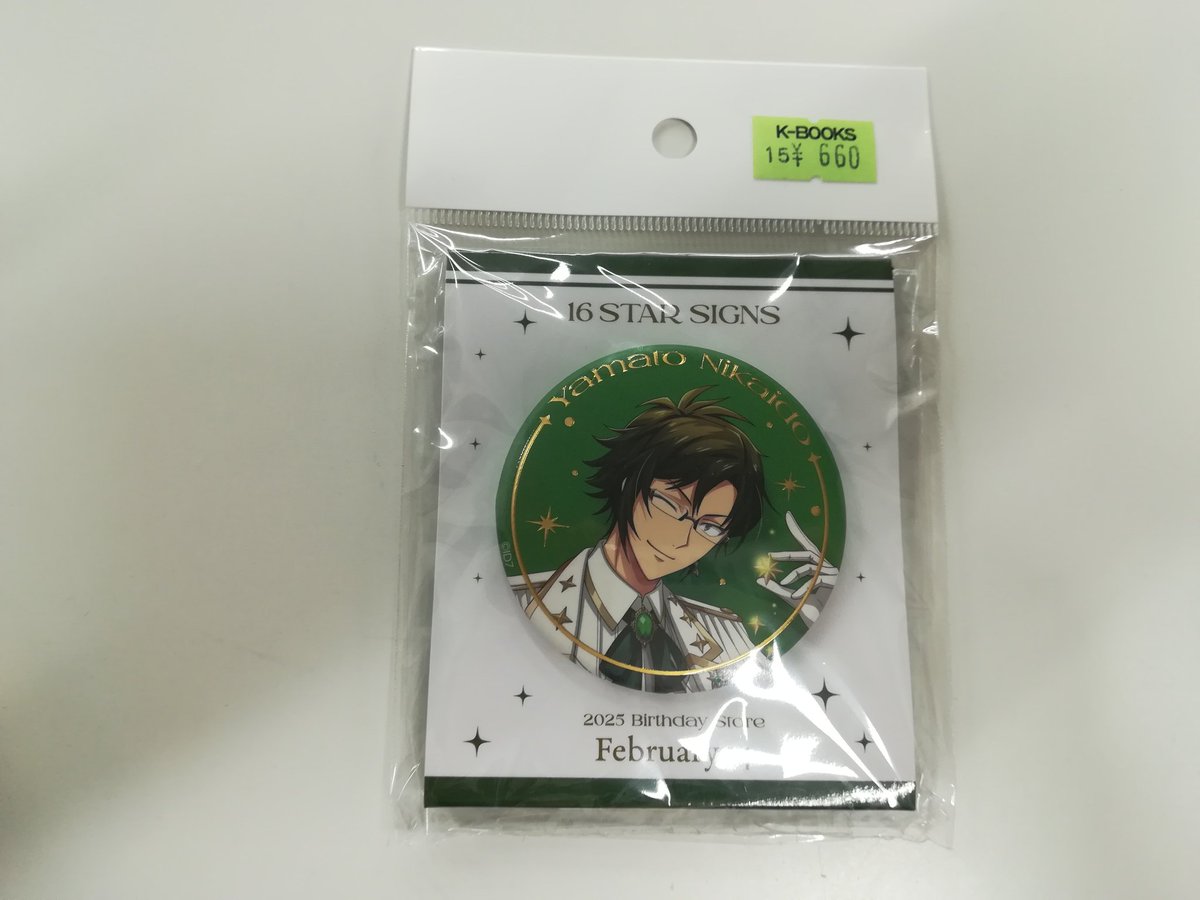 K-BOOKS
15¥ 660
16 STAR SIGNS
Yamato Nikaido
©ID7
2025 Birthday Store
February